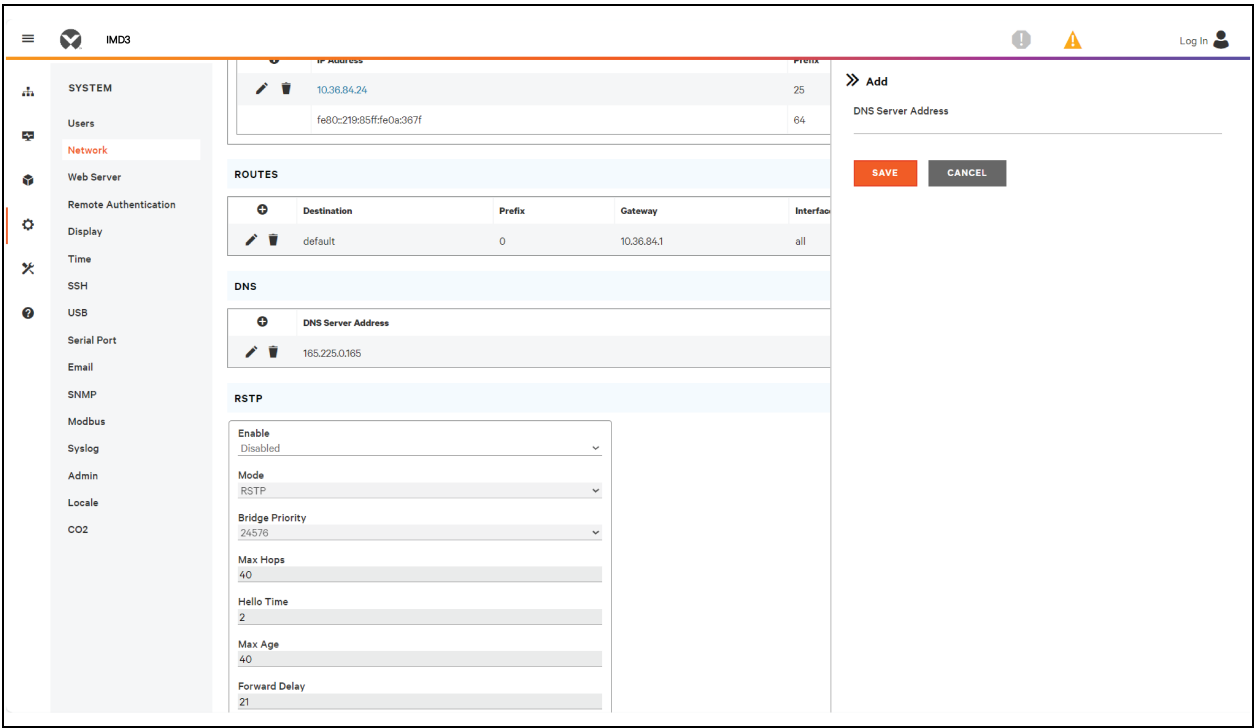 IMD3
Log In
SYSTEM
Users
Network
Web Server
Remote Authentication
Display
Time
SSH
USB
Serial Port
Email
SNMP
Modbus
Syslog
Admin
Locale
CO2
IP Address Prefix
10.36.84.24 25
fe80::219:85ff:fe0a:367f 64
ROUTES
Destination Prefix Gateway Interfac
default 0 10.36.84.1 all
DNS
DNS Server Address
165.225.0.165
RSTP
Enable
Disabled
Mode
RSTP
Bridge Priority
24576
Max Hops
40
Hello Time
2
Max Age
40
Forward Delay
21
Add
DNS Server Address
SAVE CANCEL